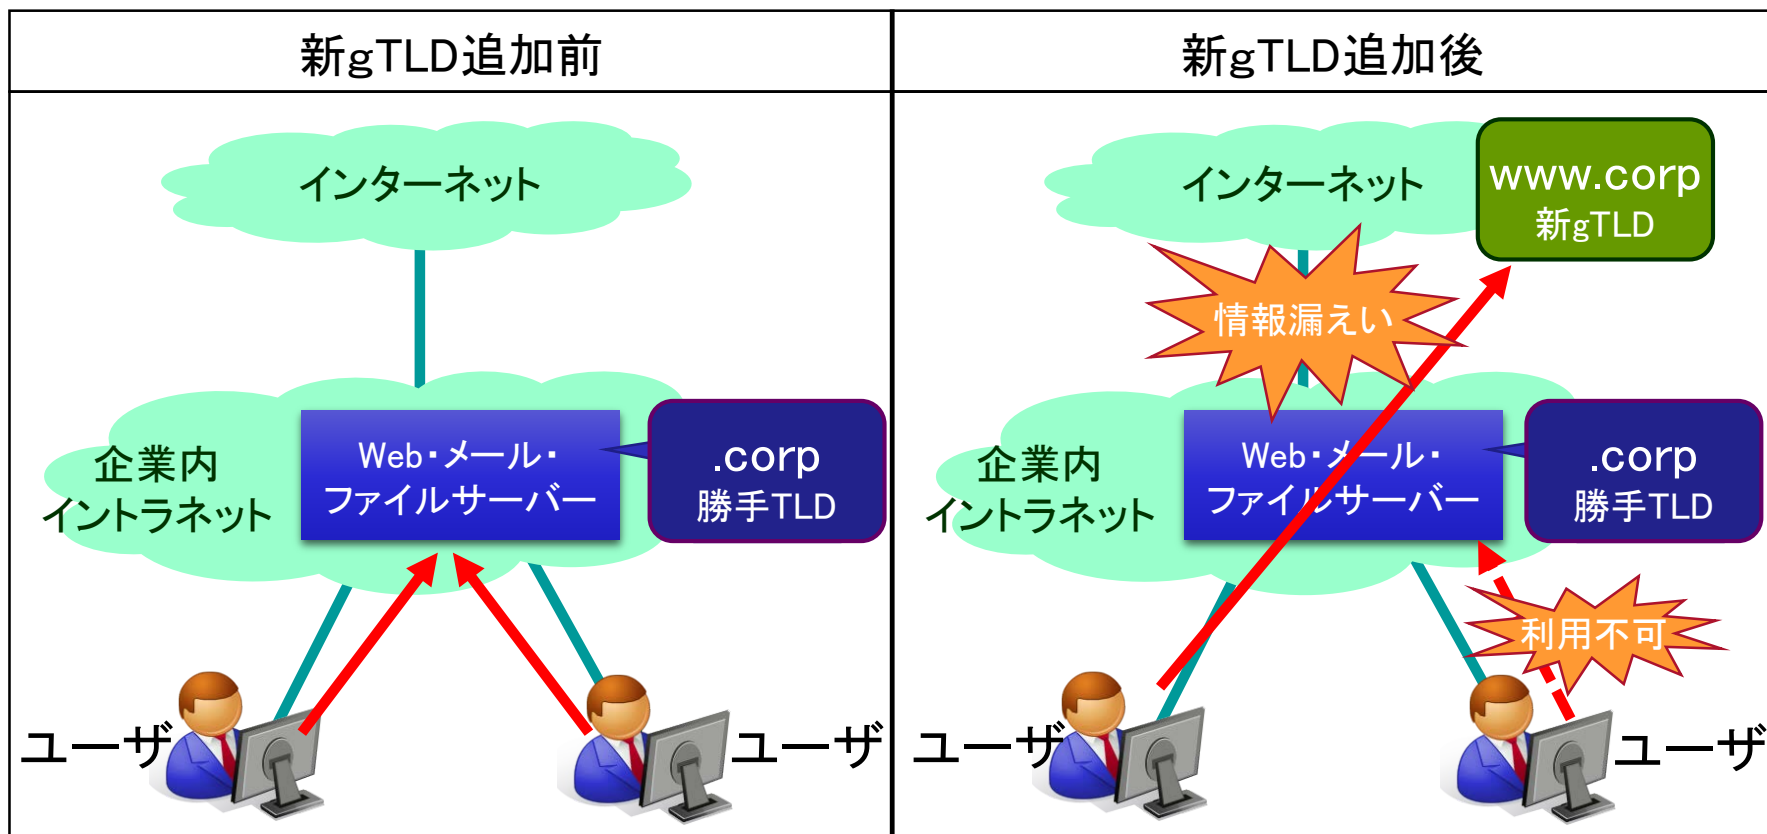 新gTLD追加前
インターネット
企業内
イントラネット
Web・メール・
ファイルサーバー
.corp
勝手TLD
ユーザ
ユーザ
新gTLD追加後
インターネット
www.corp
新gTLD
情報漏えい
企業内
イントラネット
Web・メール・
ファイルサーバー
.corp
勝手TLD
利用不可
ユーザ
ユーザ